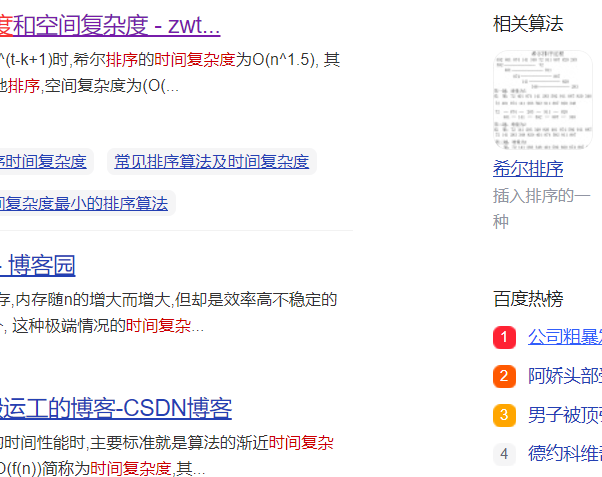 度和空间复杂度 - zwt...
^(t-k+1)时,希尔排序的时间复杂度为O(n^1.5), 其
他排序,空间复杂度为(O(...
序时间复杂度
常见排序算法及时间复杂度
间复杂度最小的排序算法
- 博客园
存,内存随n的增大而增大,但却是效率高不稳定的
个, 这种极端情况的时间复杂...
搬运工的博客-CSDN博客
的时间性能时,主要标准就是算法的渐近时间复杂
O(f(n))简称为时间复杂度,其...
相关算法
希尔排序
插入排序的一
种
百度热榜
1 公司粗暴
2 阿娇头部
3 男子被顶
4 德约科维